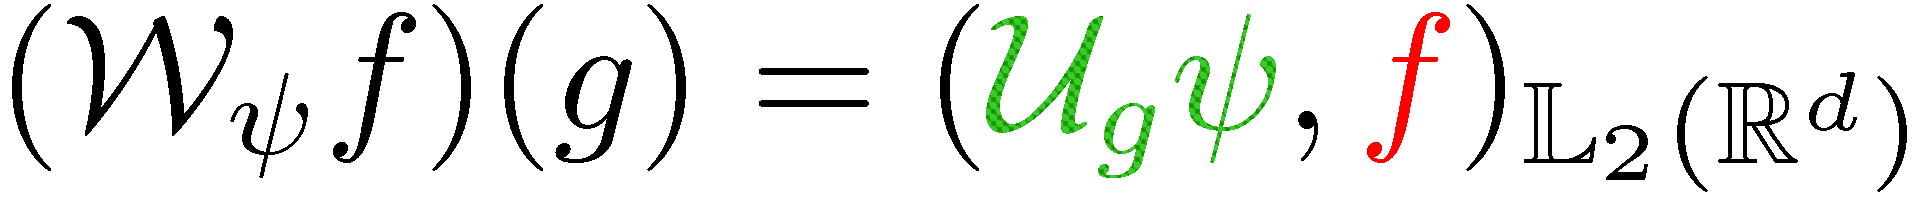 (𝒲_ψ f)(g) = (𝒰_g ψ, f)_{𝕃₂(ℝ^d)}